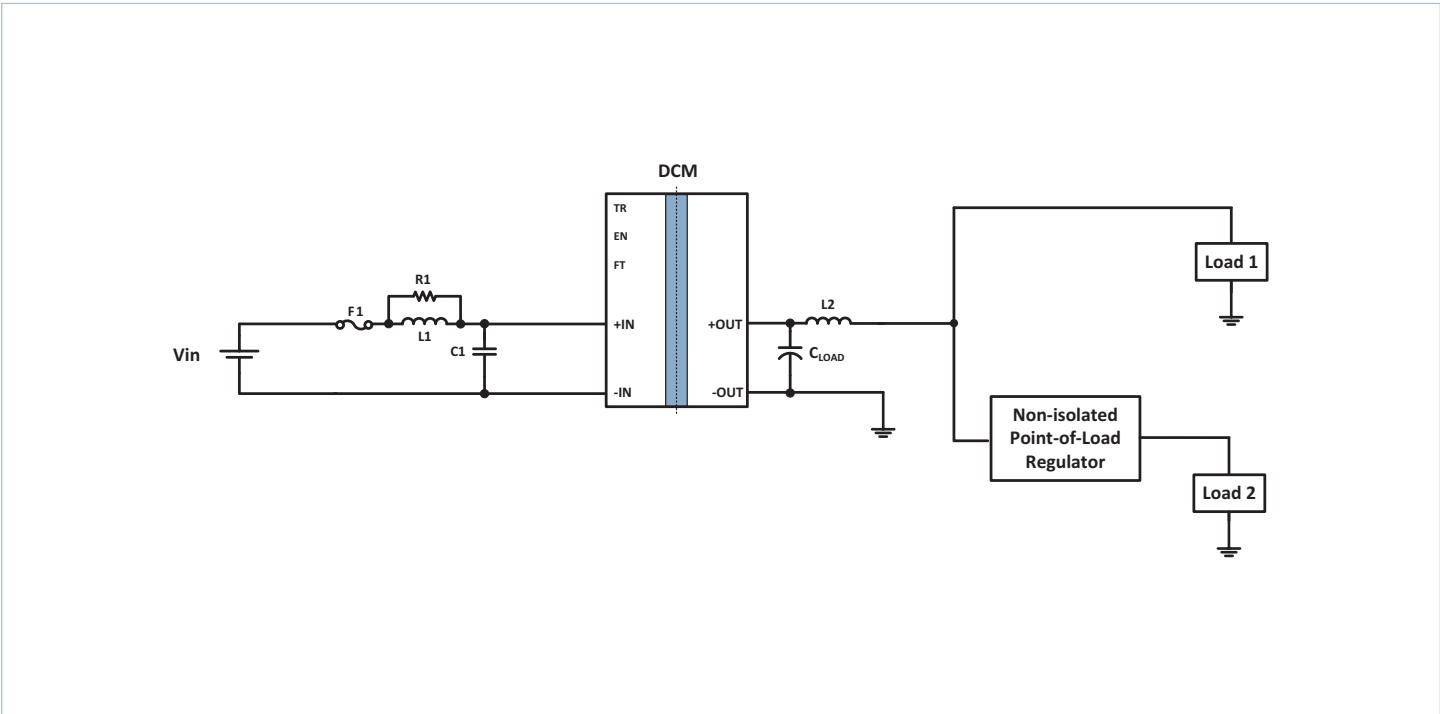 DCM
TR
EN
FT
R1
F1
L1
C1
Vin
+IN
-IN
+OUT
-OUT
L2
CLOAD
Load 1
Non-isolated
Point-of-Load
Regulator
Load 2